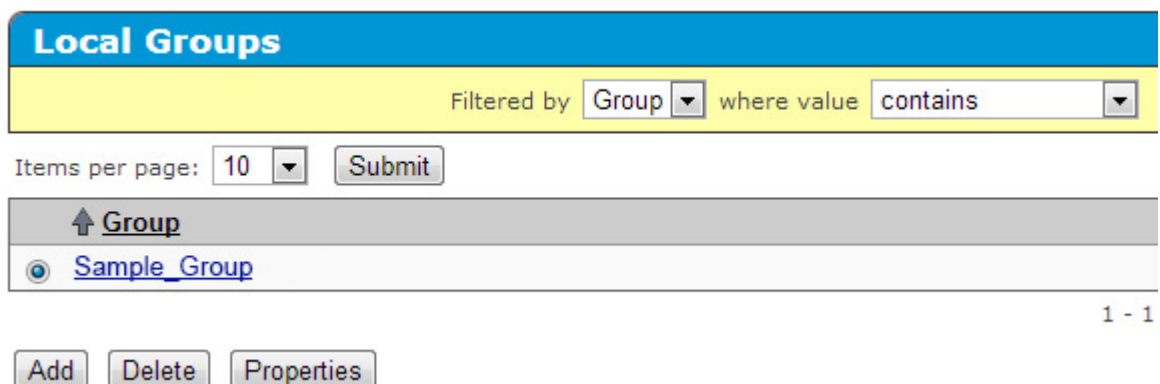 Local Groups
Filtered by Group where value contains
Items per page: 10 Submit
Group
Sample_Group
1 - 1
Add Delete Properties